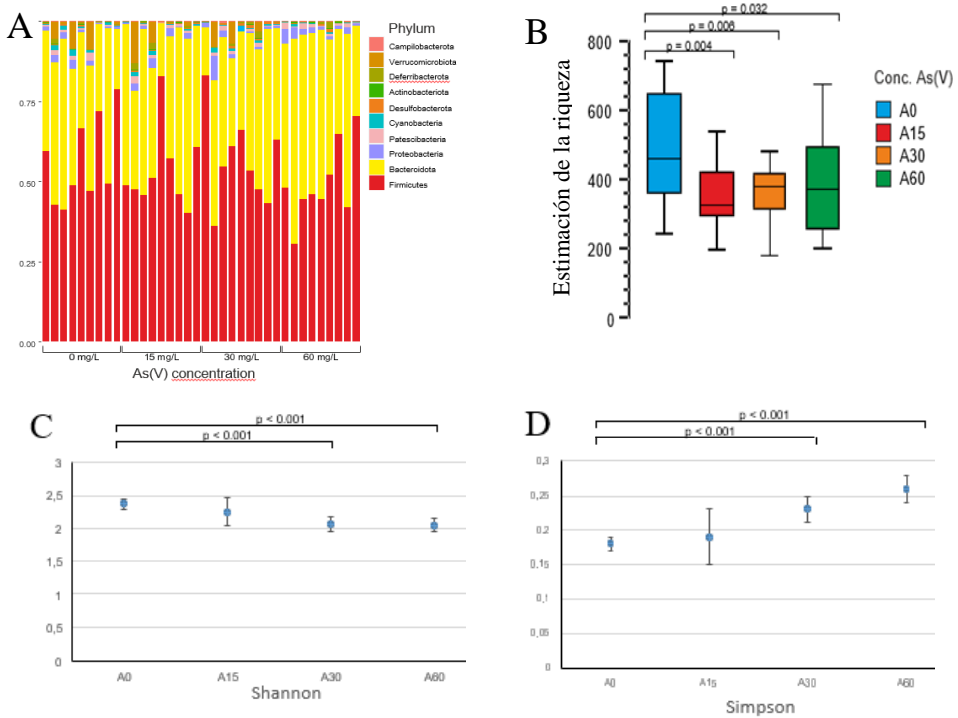 A
Phylum
Campilobacterota
Verrucomicrobiota
Deferribacterota
Actinobacteriota
Desulfobacterota
Cyanobacteria
Patescibacteria
Proteobacteria
Bacteroidota
Firmicutes
0.75
0.50
0.25
0.00
0 mg/L
15 mg/L
30 mg/L
60 mg/L
As(V) concentration
B
p = 0.032
p = 0.006
p = 0.004
Estimación de la riqueza
800
600
400
200
0
Conc. As(V)
A0
A15
A30
A60
C
p < 0.001
p < 0.001
3
2,5
2
1,5
1
0,5
0
A0
A15
A30
A60
Shannon
D
p < 0.001
p < 0.001
0,3
0,25
0,2
0,15
0,1
0,05
0
A0
A15
A30
A60
Simpson